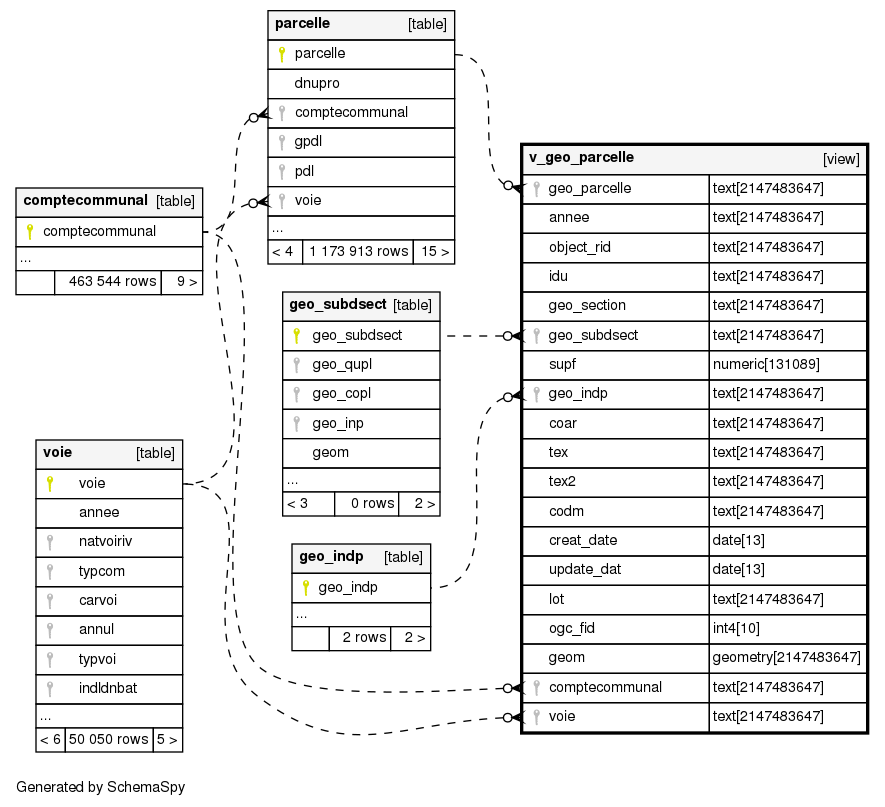 parcelle [table]
parcelle
dnupro
comptecommunal
gpdl
pdl
voie
...
< 4 1 173 913 rows 15 >
comptecommunal [table]
comptecommunal
...
463 544 rows 9 >
geo_subdsect [table]
geo_subdsect
geo_qupl
geo_copl
geo_inp
geom
...
< 3 0 rows 2 >
voie [table]
voie
annee
natvoiriv
typcom
carvoi
annul
typvoi
indldnbat
...
< 6 50 050 rows 5 >
geo_indp [table]
geo_indp
...
2 rows 2 >
v_geo_parcelle [view]
geo_parcelle text[2147483647]
annee text[2147483647]
object_rid text[2147483647]
idu text[2147483647]
geo_section text[2147483647]
geo_subdsect text[2147483647]
supf numeric[131089]
geo_indp text[2147483647]
coar text[2147483647]
tex text[2147483647]
tex2 text[2147483647]
codm text[2147483647]
creat_date date[13]
update_dat date[13]
lot text[2147483647]
ogc_fid int4[10]
geom geometry[2147483647]
comptecommunal text[2147483647]
voie text[2147483647]
Generated by SchemaSpy